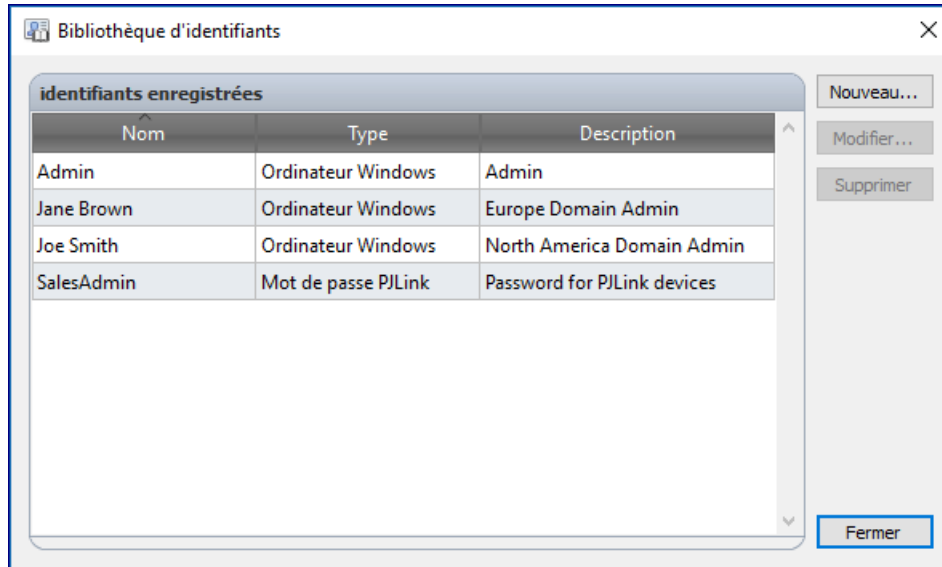 Bibliothèque d'identifiants
identifiants enregistrées
Nouveau...
Nom Type Description
Modifier...
Admin Ordinateur Windows Admin
Supprimer
Jane Brown Ordinateur Windows Europe Domain Admin
Joe Smith Ordinateur Windows North America Domain Admin
SalesAdmin Mot de passe PJLink Password for PJLink devices
Fermer